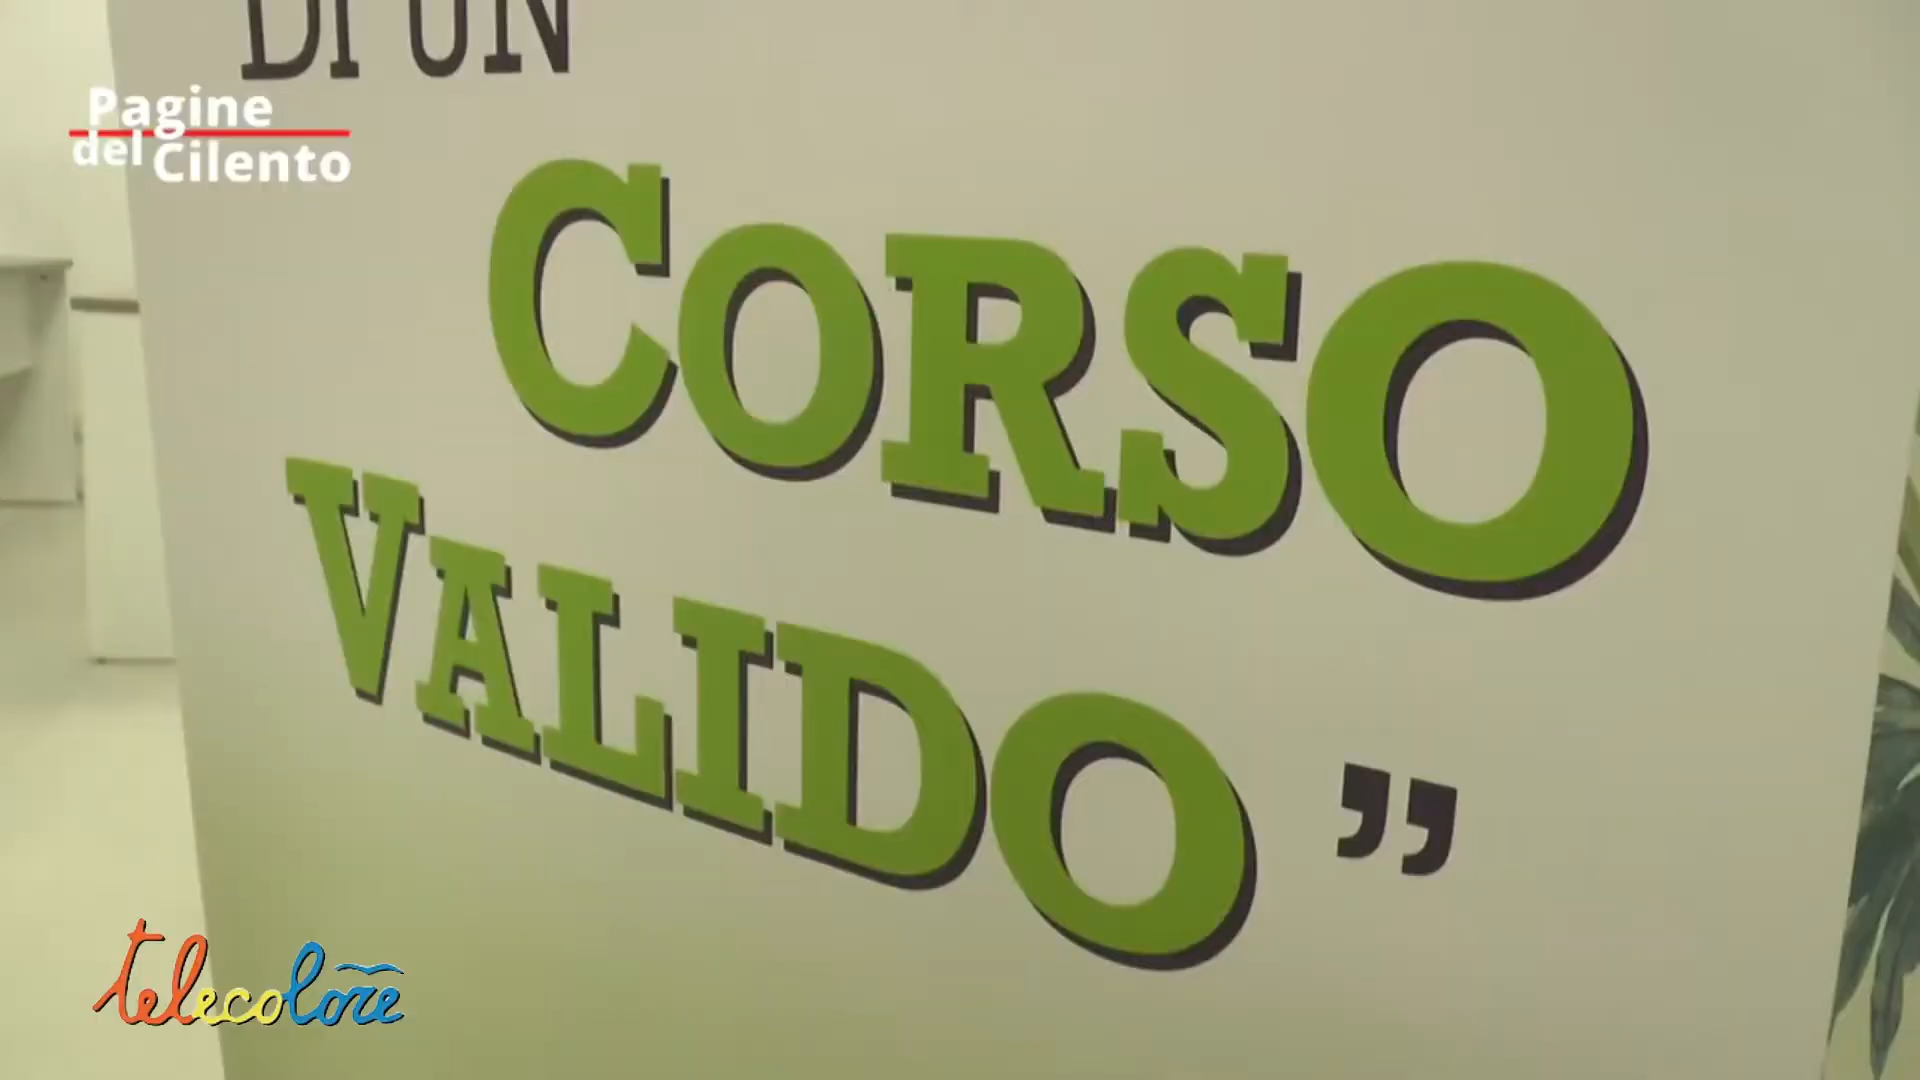 DI UN
Pagine
del Cilento
CORSO
VALIDO ”
telecolore